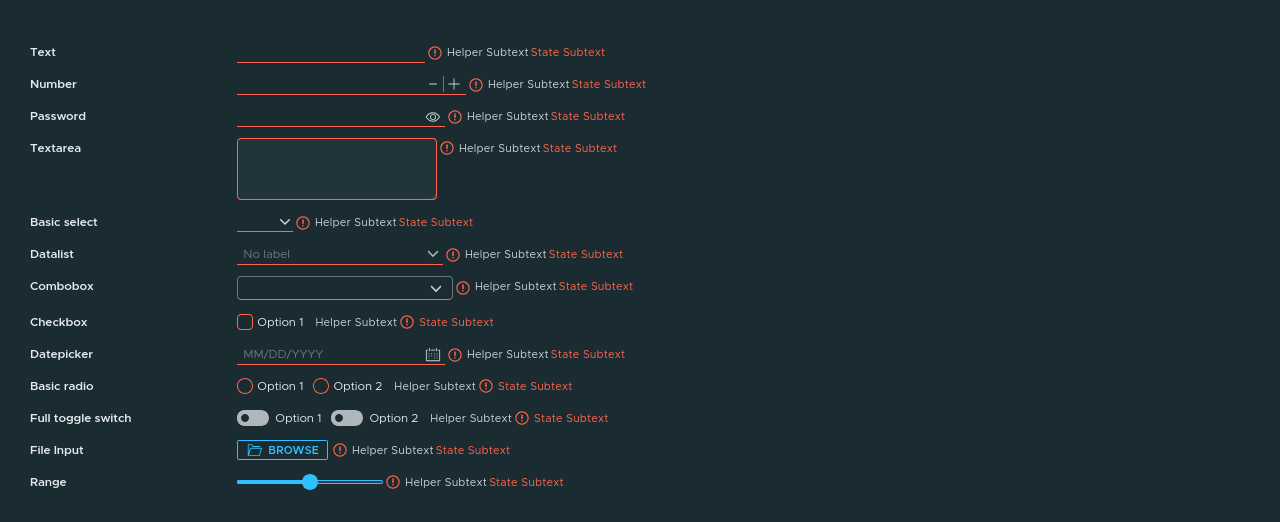 Text Helper Subtext State Subtext
Number Helper Subtext State Subtext
Password Helper Subtext State Subtext
Textarea Helper Subtext State Subtext
Basic select Helper Subtext State Subtext
Datalist No label Helper Subtext State Subtext
Combobox Helper Subtext State Subtext
Checkbox Option 1 Helper Subtext State Subtext
Datepicker MM/DD/YYYY Helper Subtext State Subtext
Basic radio Option 1 Option 2 Helper Subtext State Subtext
Full toggle switch Option 1 Option 2 Helper Subtext State Subtext
File Input BROWSE Helper Subtext State Subtext
Range Helper Subtext State Subtext